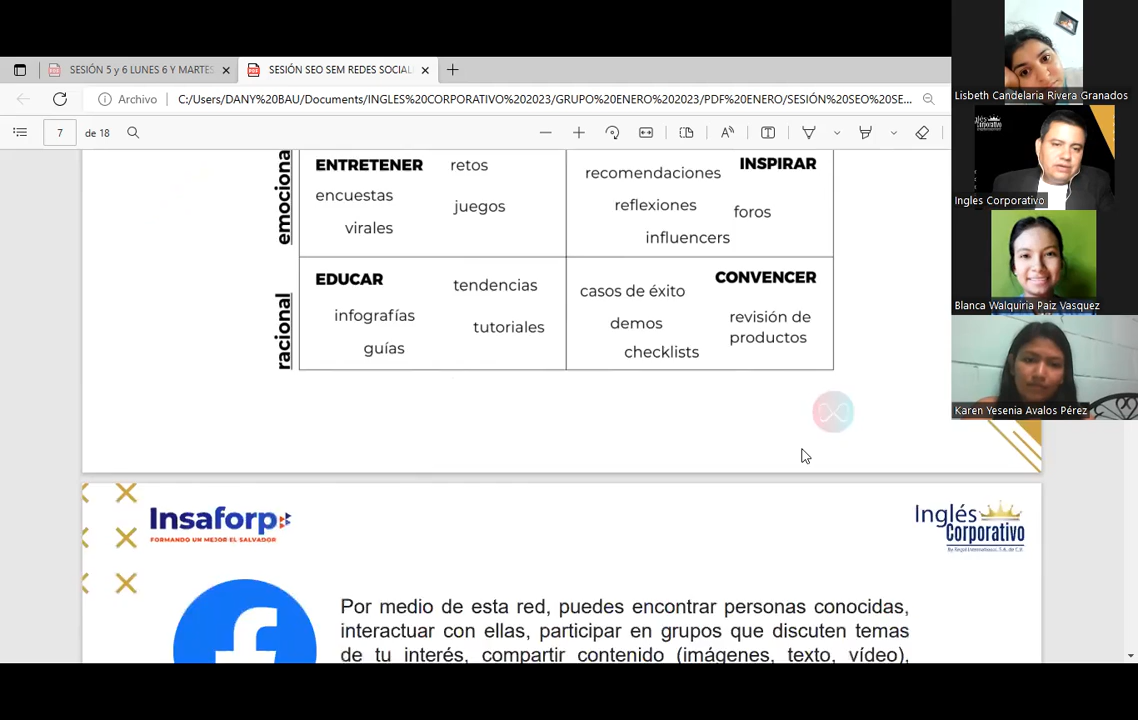 SESIÓN 5 y 6 LUNES 6 Y MARTES
SESIÓN SEO SEM REDES SOCIAL
Archivo
C:/Users/DANY%20BAU/Documents/INGLES%20CORPORATIVO%202023/GRUPO%20ENERO%202023/PDF%20ENERO/SESIÓN%20SEO%20SE...
7 de 18
emociona
ENTRETENER retos
encuestas
juegos
virales
recomendaciones INSPIRAR
reflexiones
foros
influencers
racional
EDUCAR tendencias
infografías
tutoriales
guías
CONVENCER
casos de éxito
revisión de
demos
productos
checklists
Insaforp
FORMANDO UN MEJOR EL SALVADOR
Inglés
Corporativo
Por medio de esta red, puedes encontrar personas conocidas,
interactuar con ellas, participar en grupos que discuten temas
de tu interés, compartir contenido (imágenes, texto, vídeo),
Lisbeth Candelaria Rivera Granados
Inglés
Corporativo
Ingles Corporativo
Blanca Walquiria Paiz Vasquez
Karen Yesenia Avalos Pérez